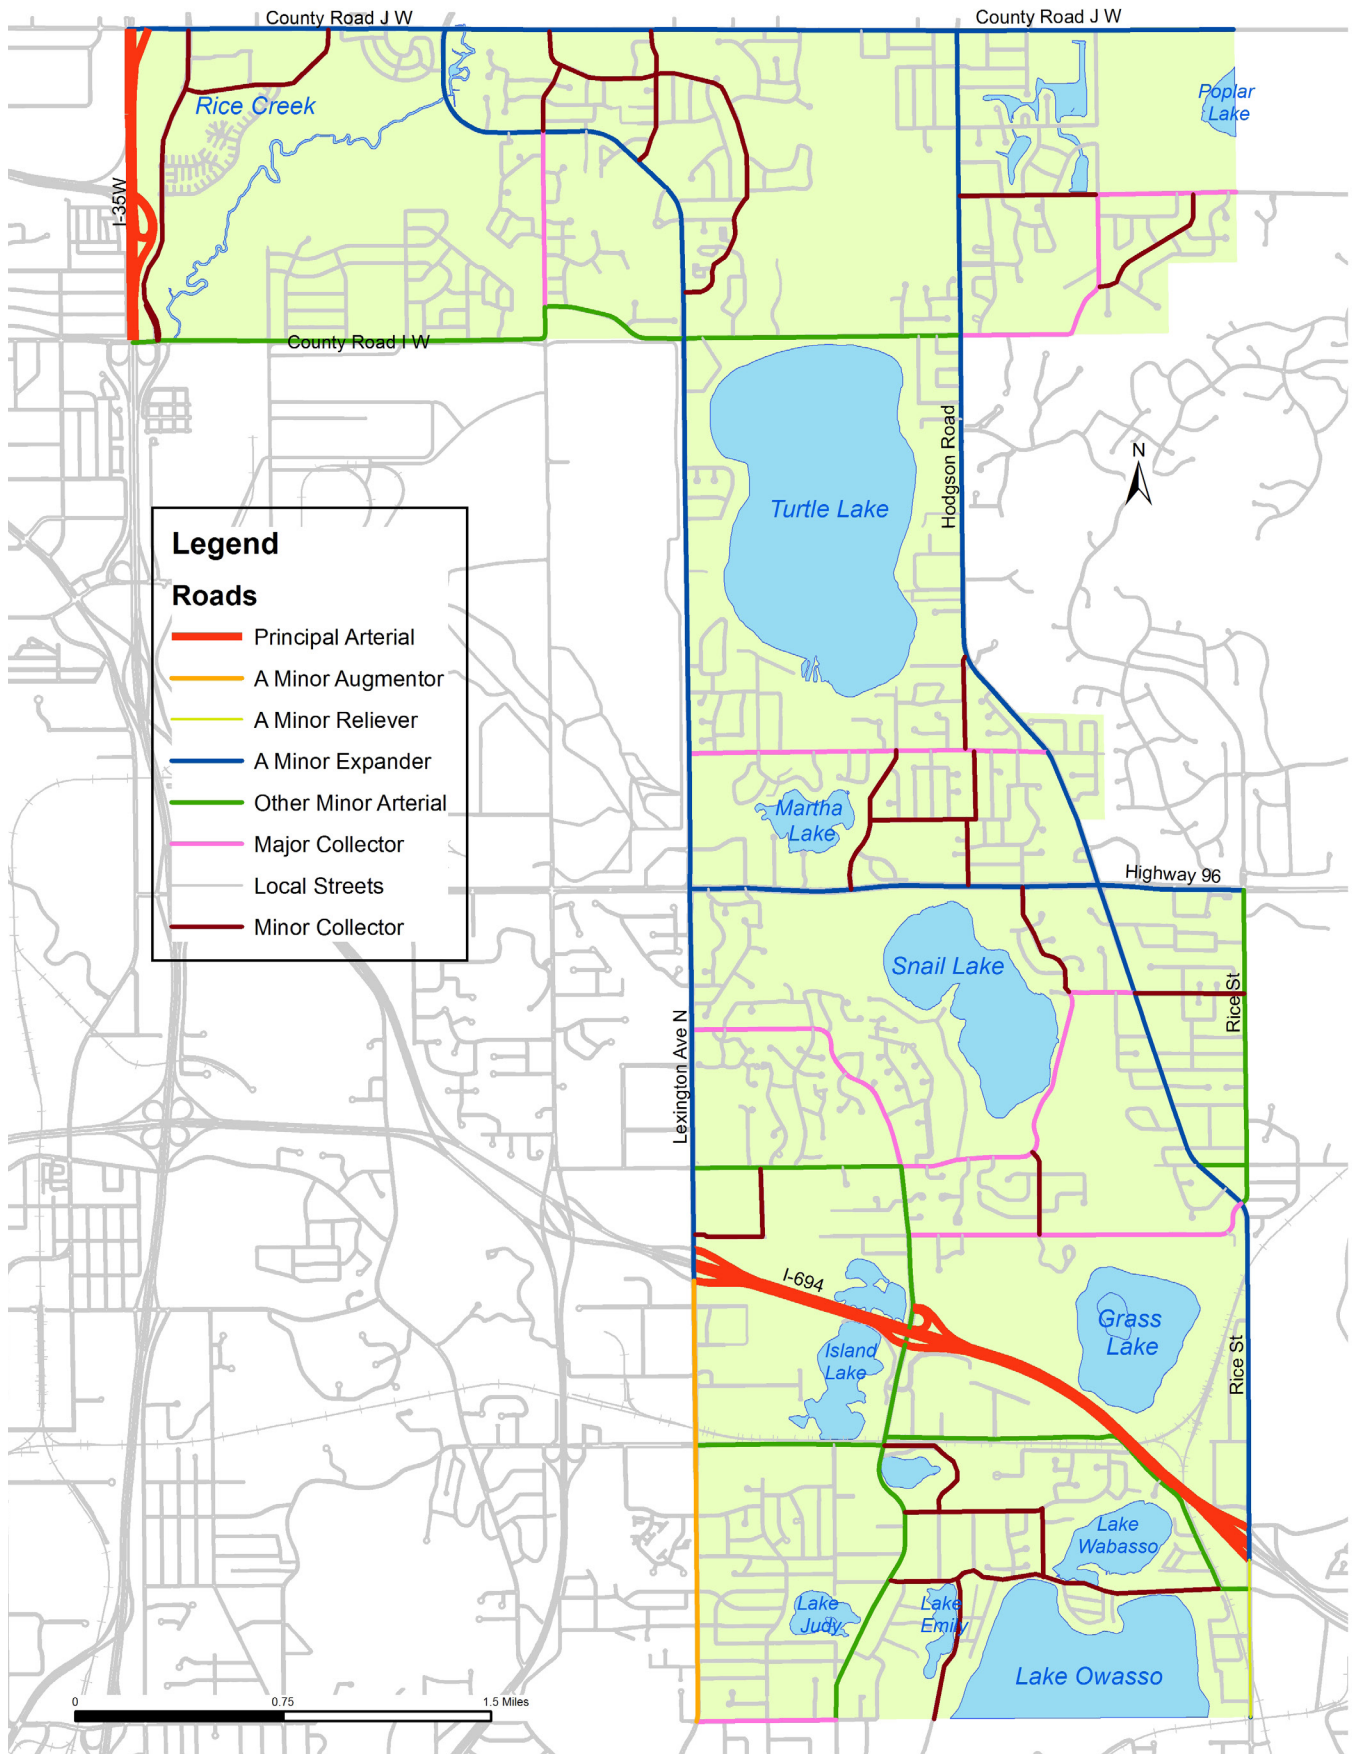 County Road J W
County Road J W
Rice Creek
Poplar
Lake
I-35W
County Road I W
Hodgson Road
N
Turtle Lake
Legend
Roads
Principal Arterial
A Minor Augmentor
A Minor Reliever
A Minor Expander
Other Minor Arterial
Major Collector
Local Streets
Minor Collector
Martha
Lake
Highway 96
Snail Lake
Rice St
Lexington Ave N
I-694
Grass
Lake
Island
Lake
Rice St
Lake
Wabasso
Lake
Judy
Lake
Emily
Lake Owasso
0 0.75 1.5 Miles